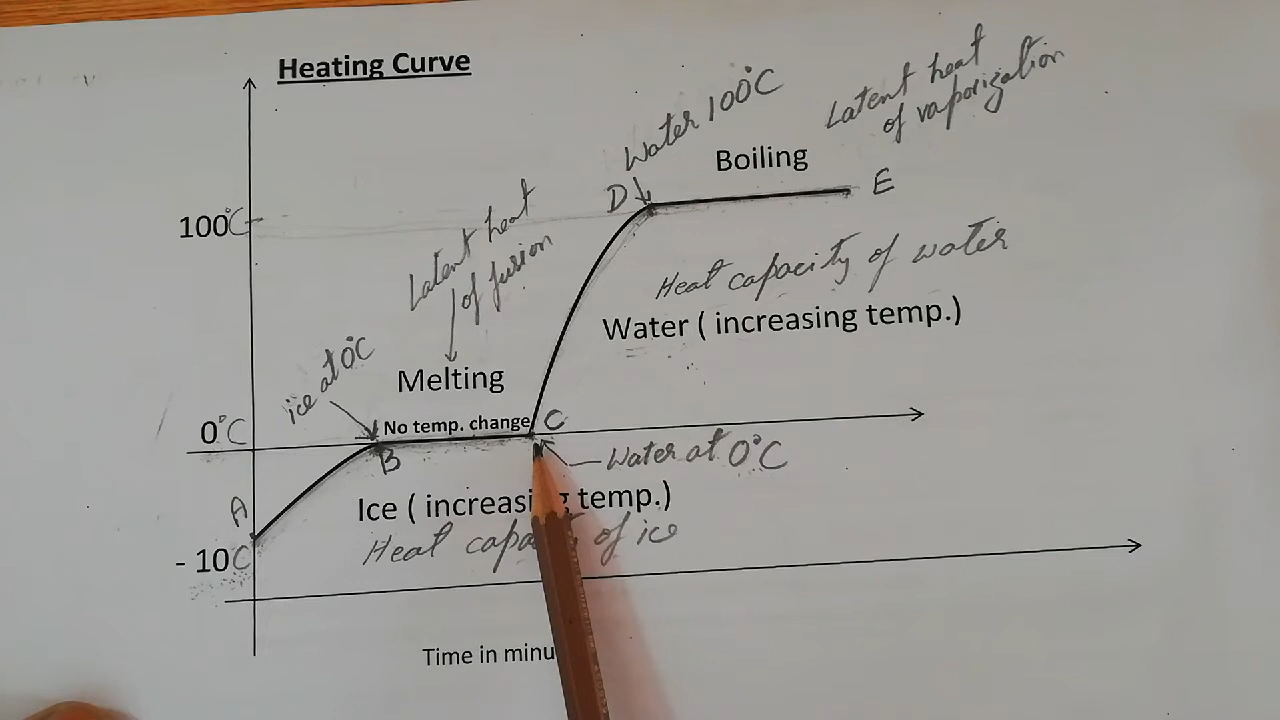 Heating Curve
Water 100°C
Latent heat
of vaporization
Boiling
D
E
100°C
Latent heat
of fusion
Heat capacity of water
Water ( increasing temp.)
ice at 0°C
Melting
0°C
No temp. change
C
B
Water at 0°C
A
Ice ( increasi temp.)
Heat capa of ice
- 10C
Time in minu